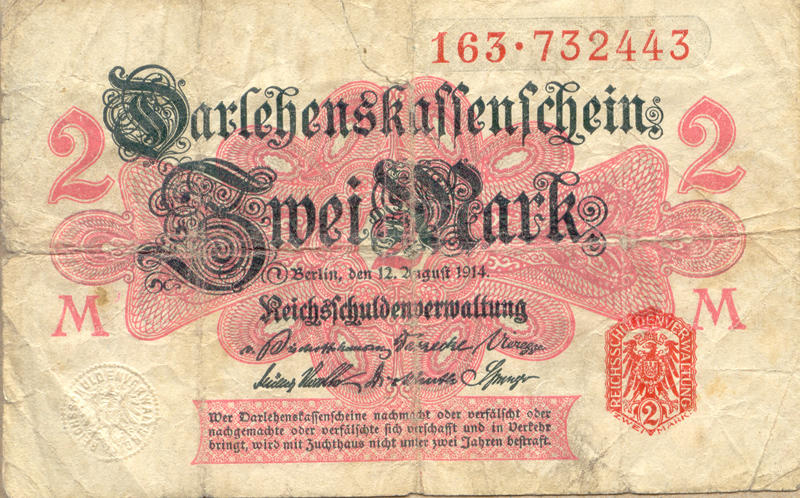 163·732443
Darlehenskassenschein.
2 2
Zwei Mark
Berlin, den 12. August 1914.
Reichsschuldenverwaltung
M M
REICHSSCHULDENVERWALTUNG
2
ZWEI MARK
Wer Darlehenskassenscheine nachmacht oder verfälscht oder
nachgemachte oder verfälschte sich verschafft und in Verkehr
bringt, wird mit Zuchthaus nicht unter zwei Jahren bestraft.